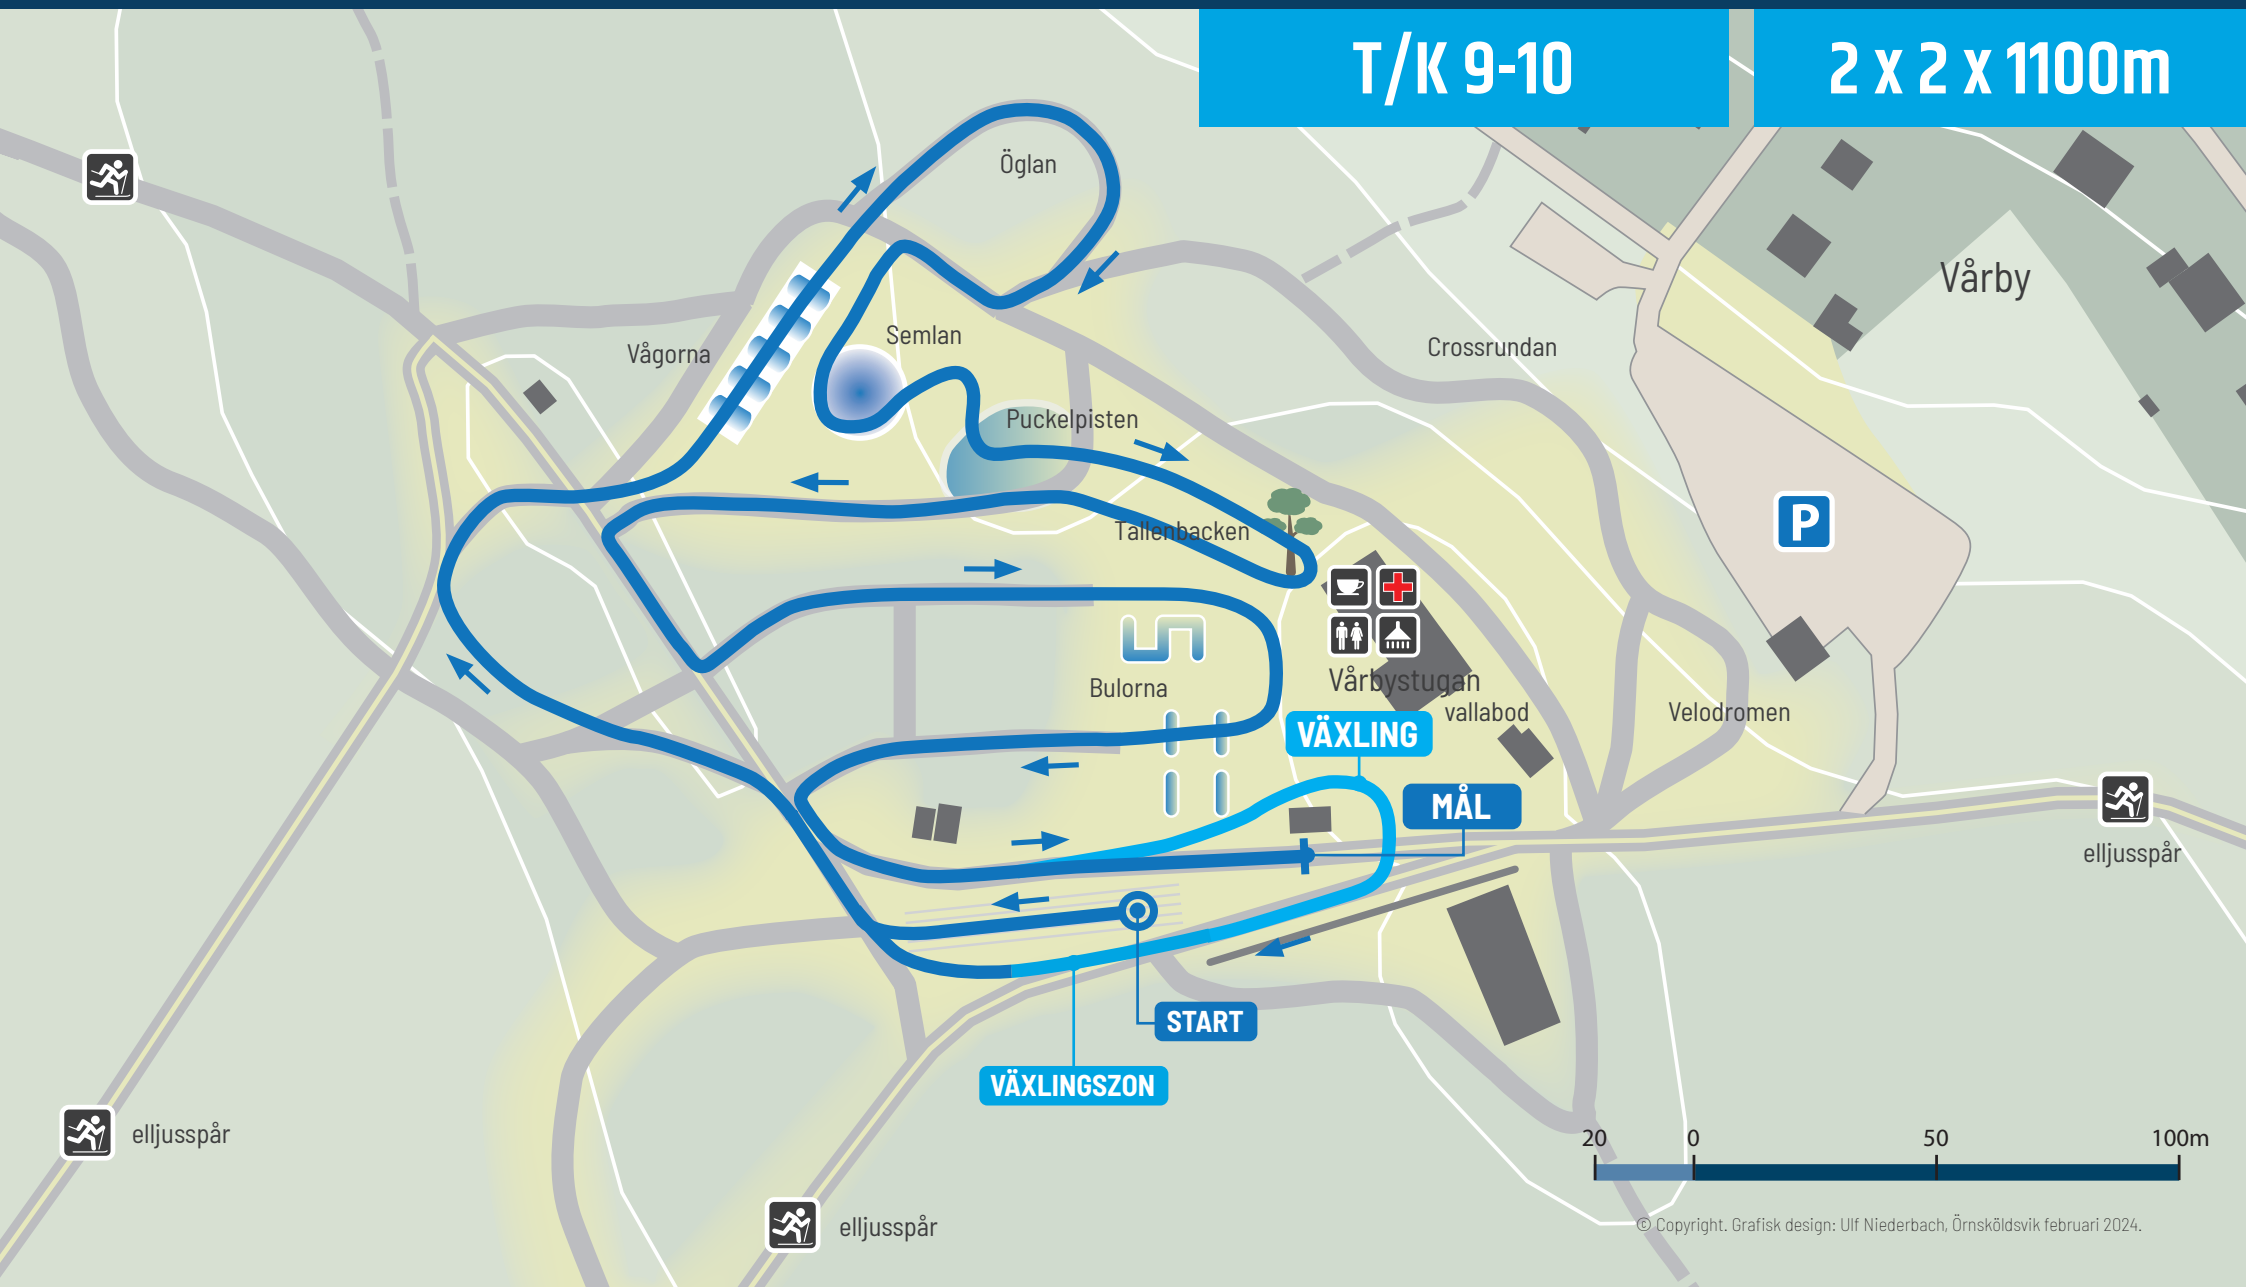 T/K 9-10
2 x 2 x 1100m
Öglan
Vårby
Semlan
Vågorna
Crossrundan
Puckelpisten
P
Tallenbacken
Vårbystugan
Bulorna
vallabod
Velodromen
VÄXLING
MÅL
elljusspår
START
VÄXLINGSZON
elljusspår
20 0 50 100m
elljusspår
© Copyright. Grafisk design: Ulf Niederbach, Örnsköldsvik februari 2024.